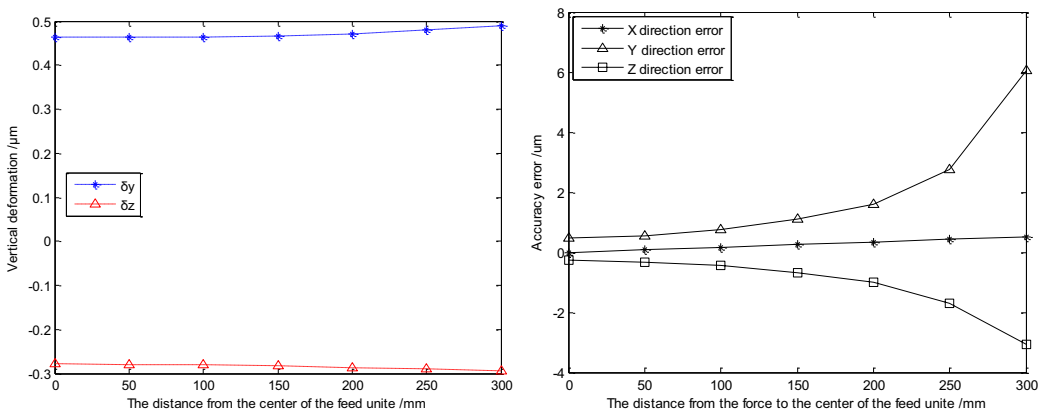 0.5
0.4
0.5
0.3
0.2
0.1
0
-0.1
-0.2
-0.3
0 50 100 150 200 250 300
Vertical deformation /μm
The distance from the center of the feed unite /mm
δy
δz
8
6
4
2
0
-2
-4
0 50 100 150 200 250 300
Accuracy error /um
The distance from the force to the center of the feed unite /mm
X direction error
Y direction error
Z direction error